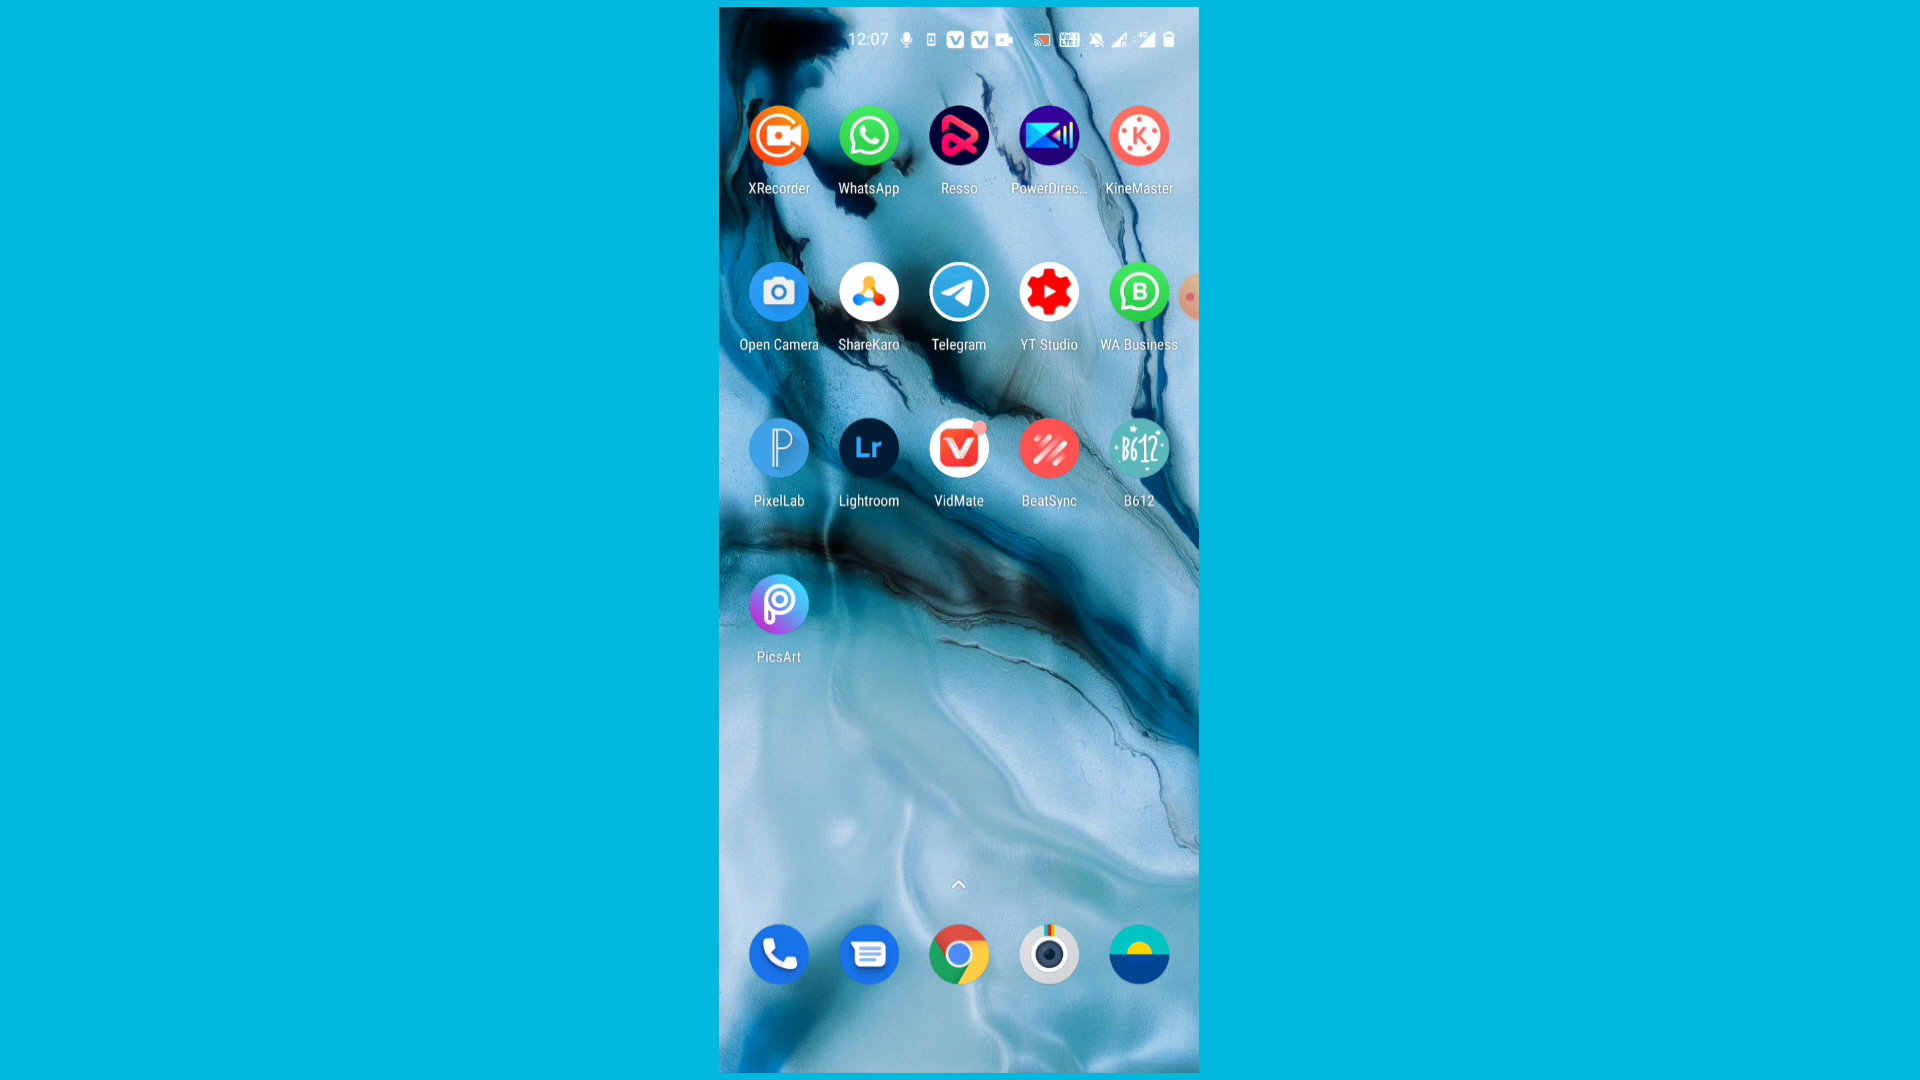 12:07
4G
XRecorder WhatsApp Resso PowerDirec... KineMaster
Open Camera ShareKaro Telegram YT Studio WA Business
PixelLab Lightroom VidMate BeatSync B612
PicsArt